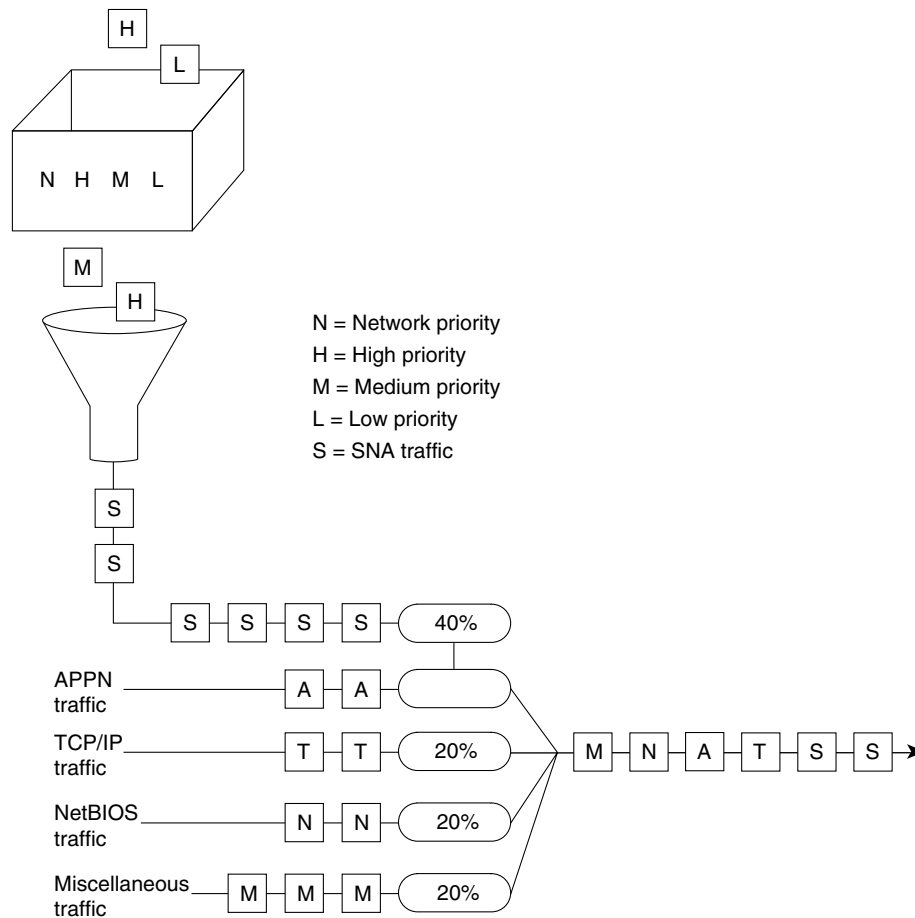 H
L
N H M L
M
H
N = Network priority
H = High priority
M = Medium priority
L = Low priority
S = SNA traffic
S
S
S S S S 40%
APPN
traffic
A A
TCP/IP
traffic
T T 20%
M N A T S S
NetBIOS
traffic
N N 20%
Miscellaneous
traffic
M M M 20%